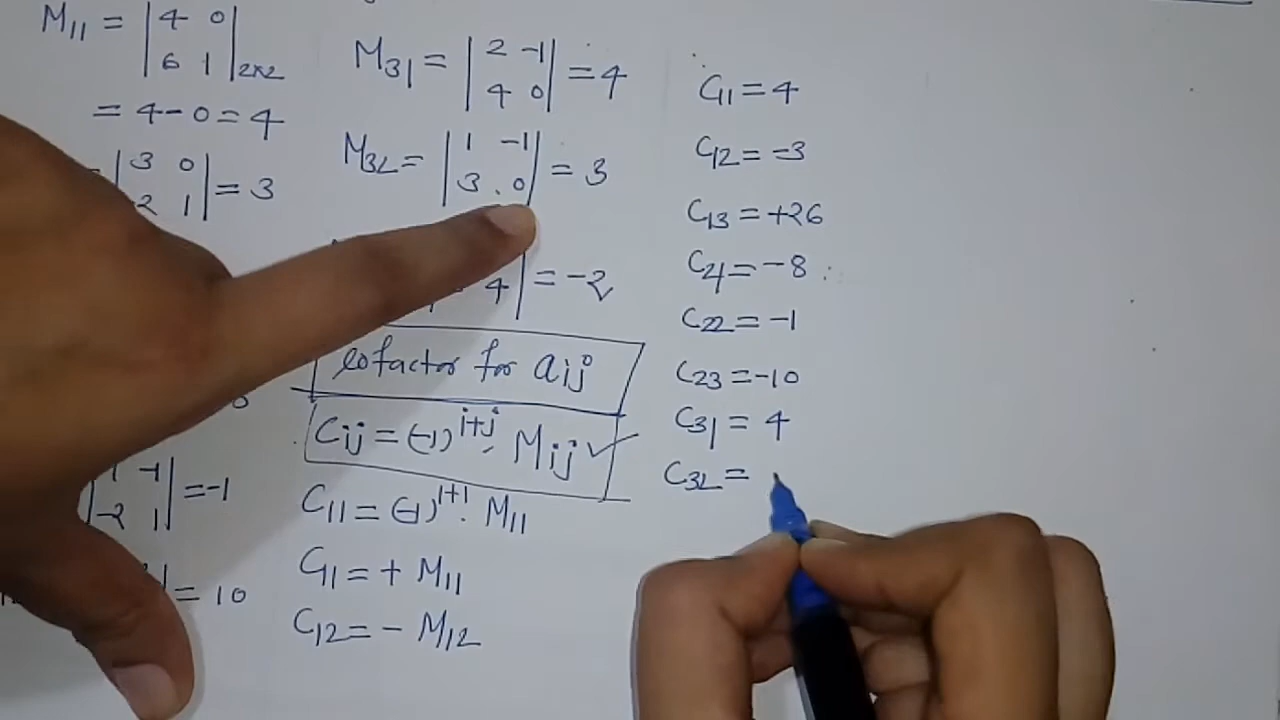 M11 = |4 0
6 1|2x2
= 4-0 = 4
|3 0
-2 1| = 3
|1 -1
-2 1| = -1
= 10
M31 = |2 -1
4 0| = 4
M32 = |1 -1
3 0| = 3
4| = -2
Cofactor for aij
Cij = (-1)^i+j . Mij ✓
C11 = (-1)^1+1 . M11
C11 = + M11
C12 = - M12
C11 = 4
C12 = -3
C13 = +26
C21 = -8
C22 = -1
C23 = -10
C31 = 4
C32 =